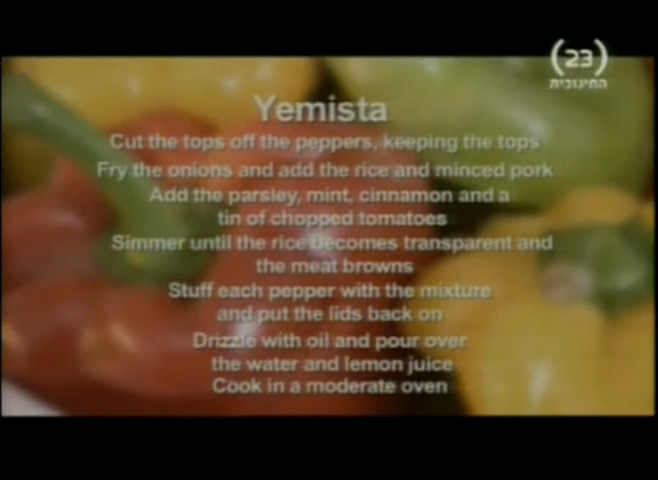 (23)
החינוכית
Yemista
Cut the tops off the peppers, keeping the tops
Fry the onions and add the rice and minced pork
Add the parsley, mint, cinnamon and a
tin of chopped tomatoes
Simmer until the rice becomes transparent and
the meat browns
Stuff each pepper with the mixture
and put the lids back on
Drizzle with oil and pour over
the water and lemon juice
Cook in a moderate oven